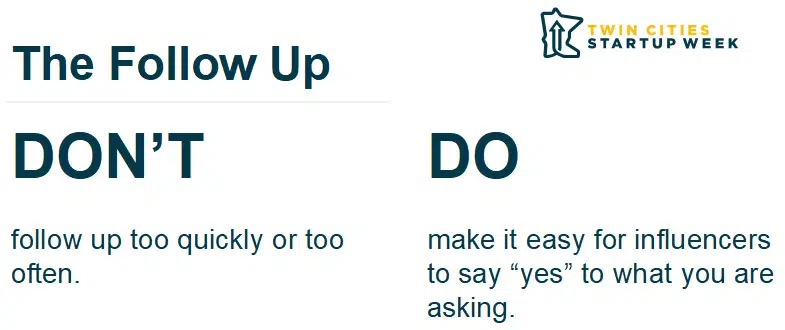 TWIN CITIES
STARTUP WEEK
The Follow Up
DON’T
follow up too quickly or too
often.
DO
make it easy for influencers
to say “yes” to what you are
asking.